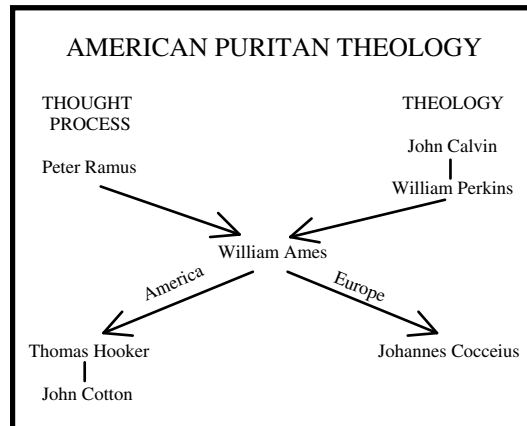 AMERICAN PURITAN THEOLOGY
THOUGHT
PROCESS
THEOLOGY
Peter Ramus
John Calvin
William Perkins
William Ames
America
Europe
Thomas Hooker
Johannes Cocceius
John Cotton